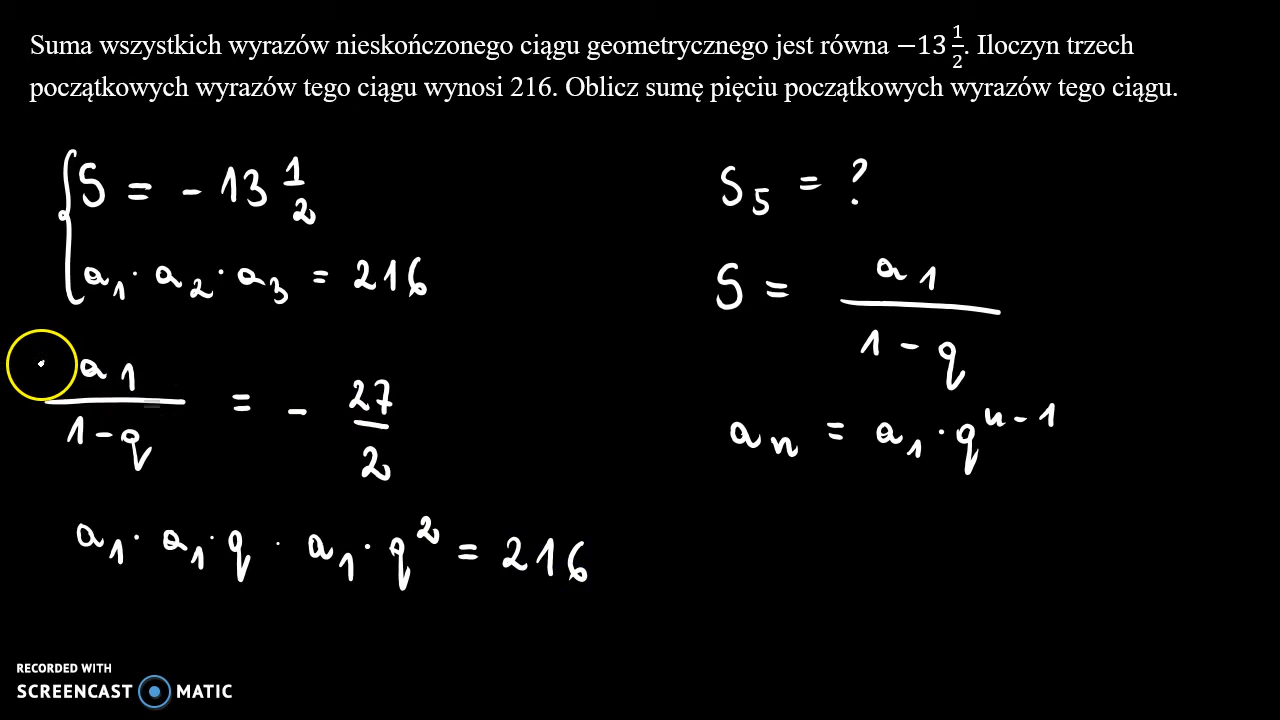 Suma wszystkich wyrazów nieskończonego ciągu geometrycznego jest równa −13 1/2. Iloczyn trzech
początkowych wyrazów tego ciągu wynosi 216. Oblicz sumę pięciu początkowych wyrazów tego ciągu.
S = - 13 1/2
a₁ · a₂ · a₃ = 216
a₁/(1-q) = - 27/2
a₁ · a₁ · q · a₁ · q² = 216
S₅ = ?
S = a₁/(1-q)
aₙ = a₁ · qⁿ⁻¹
RECORDED WITH
SCREENCAST MATIC